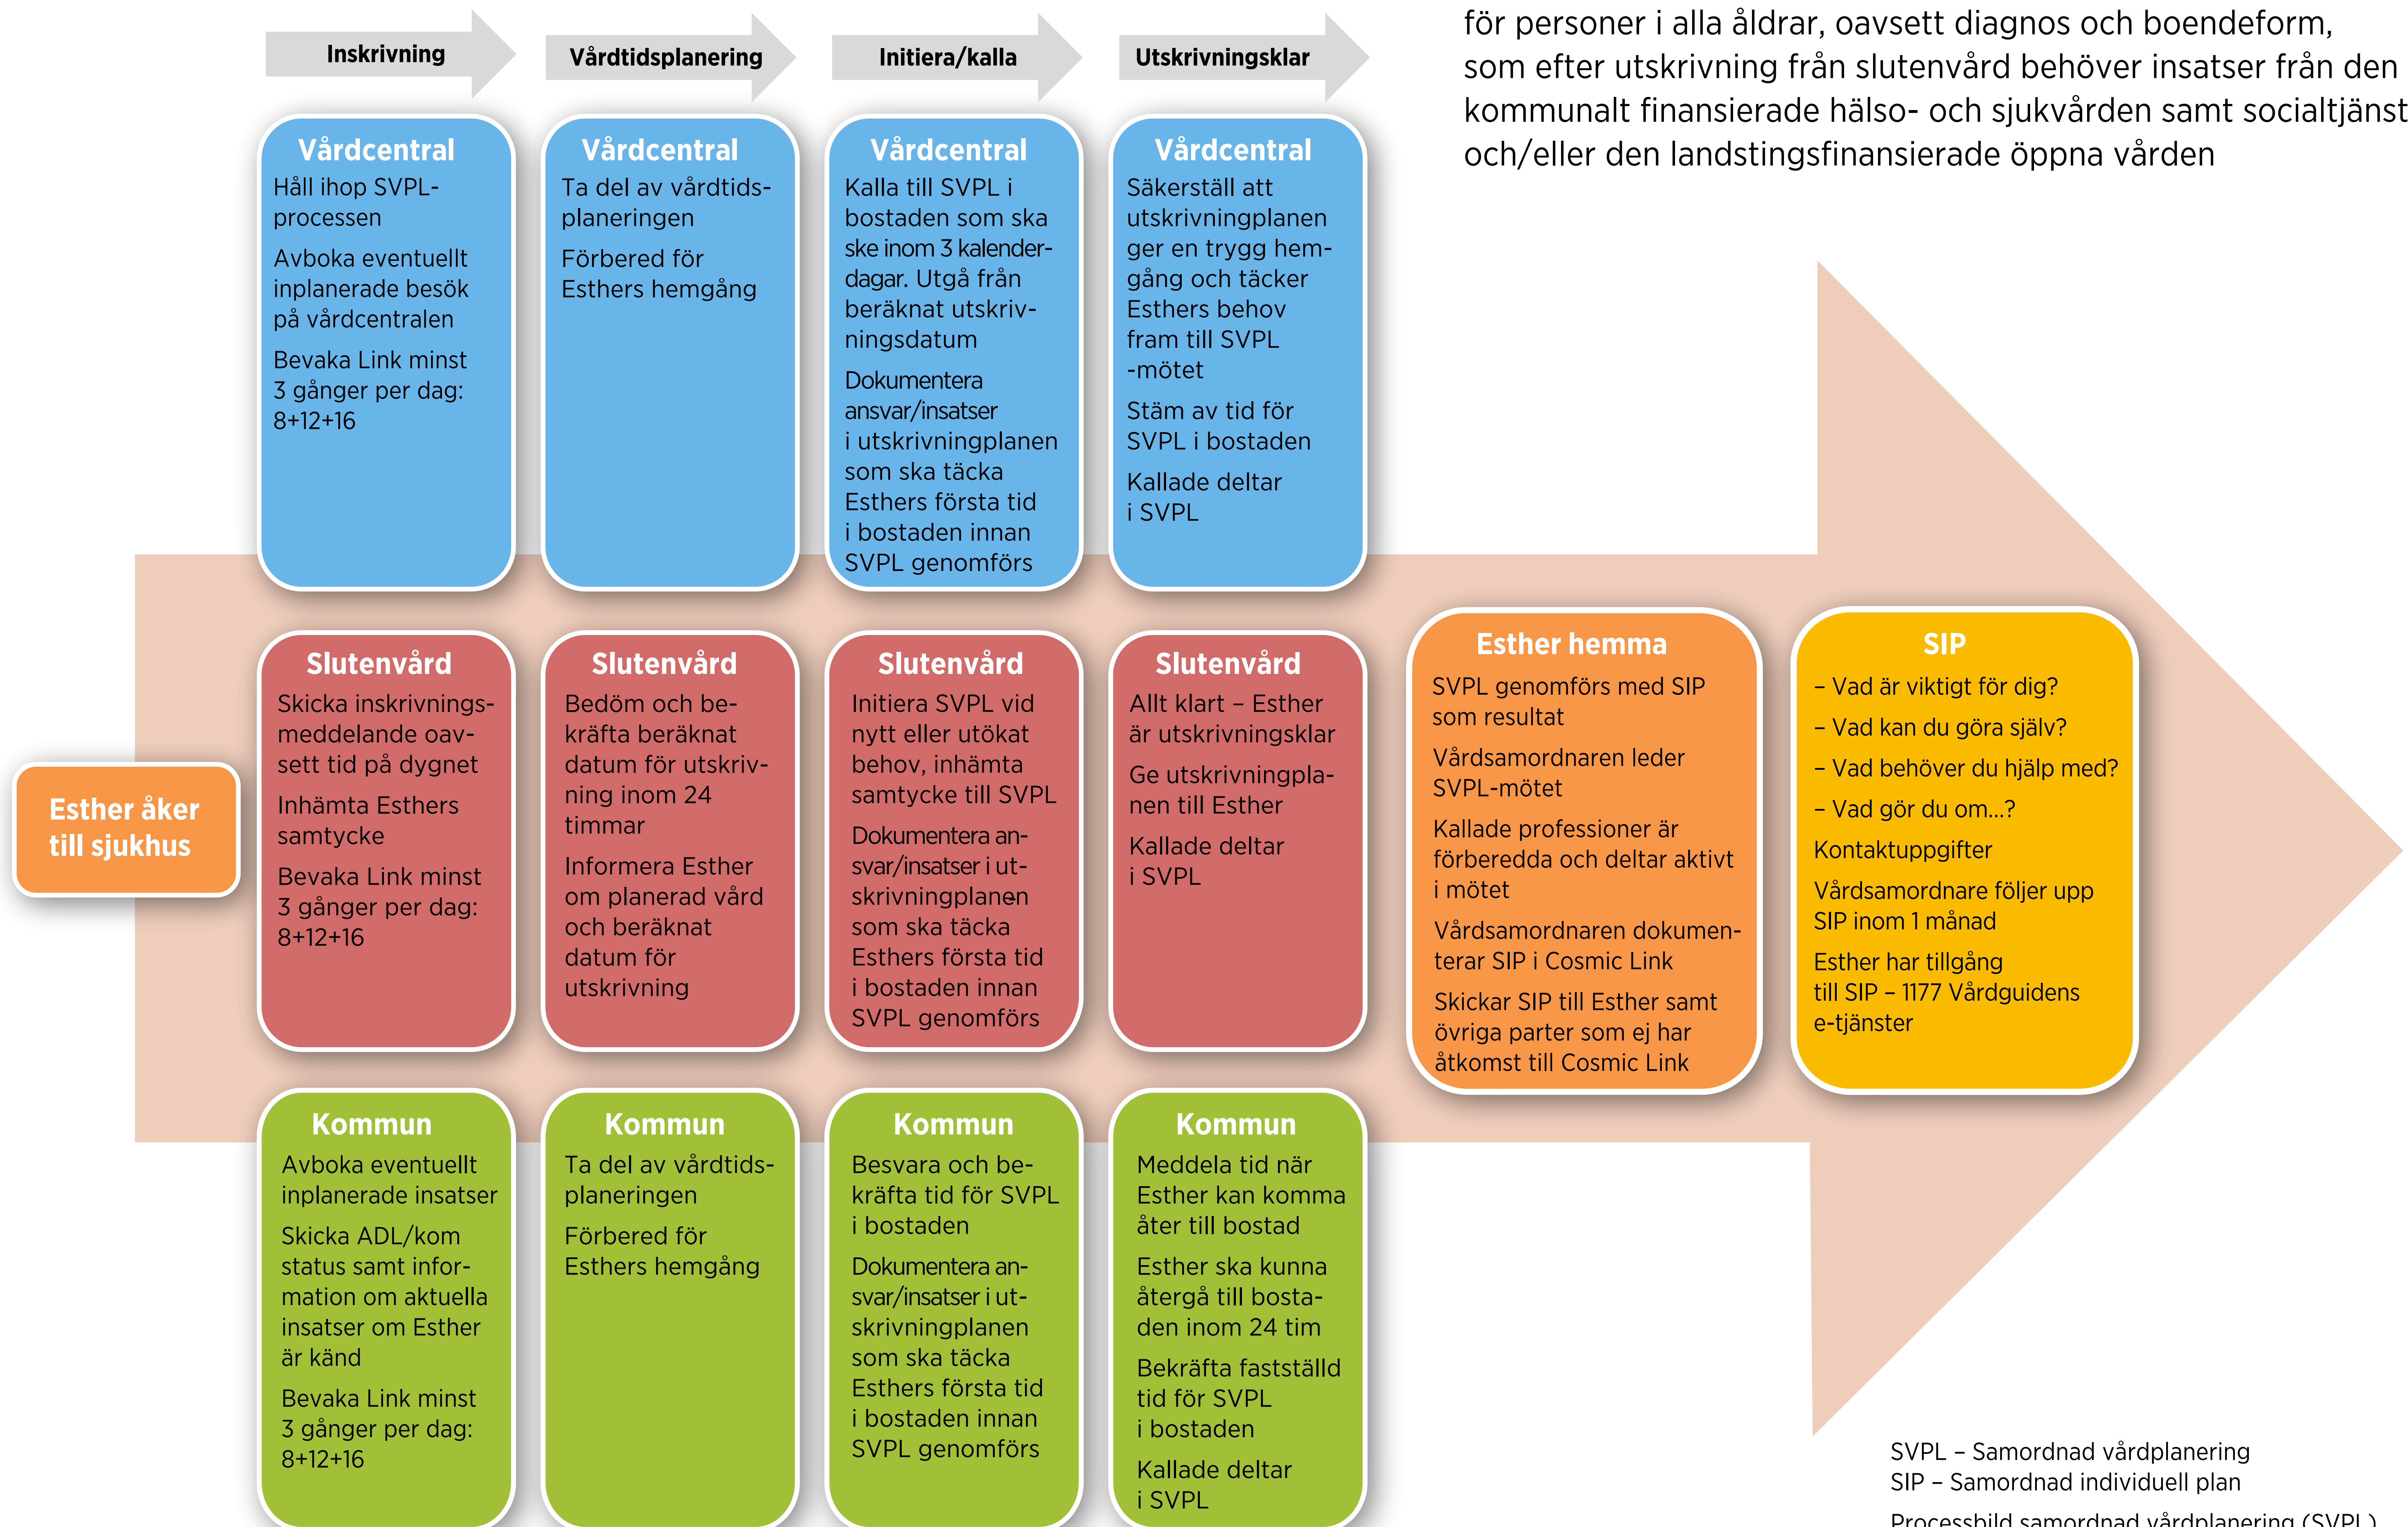 Inskrivning
Vårdtidsplanering
Initiera/kalla
Utskrivningsklar
för personer i alla åldrar, oavsett diagnos och boendeform,
som efter utskrivning från slutenvård behöver insatser från den
kommunalt finansierade hälso- och sjukvården samt socialtjänst
och/eller den landstingsfinansierade öppna vården
Vårdcentral
Håll ihop SVPL-
processen
Avboka eventuellt
inplanerade besök
på vårdcentralen
Bevaka Link minst
3 gånger per dag:
8+12+16
Vårdcentral
Ta del av vårdtids-
planeringen
Förbered för
Esthers hemgång
Vårdcentral
Kalla till SVPL i
bostaden som ska
ske inom 3 kalender-
dagar. Utgå från
beräknat utskriv-
ningsdatum
Dokumentera
ansvar/insatser
i utskrivningplanen
som ska täcka
Esthers första tid
i bostaden innan
SVPL genomförs
Vårdcentral
Säkerställ att
utskrivningplanen
ger en trygg hem-
gång och täcker
Esthers behov
fram till SVPL
-mötet
Stäm av tid för
SVPL i bostaden
Kallade deltar
i SVPL
Esther åker
till sjukhus
Slutenvård
Skicka inskrivnings-
meddelande oav-
sett tid på dygnet
Inhämta Esthers
samtycke
Bevaka Link minst
3 gånger per dag:
8+12+16
Slutenvård
Bedöm och be-
kräfta beräknat
datum för utskriv-
ning inom 24
timmar
Informera Esther
om planerad vård
och beräknat
datum för
utskrivning
Slutenvård
Initiera SVPL vid
nytt eller utökat
behov, inhämta
samtycke till SVPL
Dokumentera an-
svar/insatser i ut-
skrivningplanen
som ska täcka
Esthers första tid
i bostaden innan
SVPL genomförs
Slutenvård
Allt klart – Esther
är utskrivningsklar
Ge utskrivningpla-
nen till Esther
Kallade deltar
i SVPL
Esther hemma
SVPL genomförs med SIP
som resultat
Vårdsamordnaren leder
SVPL-mötet
Kallade professioner är
förberedda och deltar aktivt
i mötet
Vårdsamordnaren dokumen-
terar SIP i Cosmic Link
Skickar SIP till Esther samt
övriga parter som ej har
åtkomst till Cosmic Link
SIP
– Vad är viktigt för dig?
– Vad kan du göra själv?
– Vad behöver du hjälp med?
– Vad gör du om...?
Kontaktuppgifter
Vårdsamordnare följer upp
SIP inom 1 månad
Esther har tillgång
till SIP – 1177 Vårdguidens
e-tjänster
Kommun
Avboka eventuellt
inplanerade insatser
Skicka ADL/kom
status samt infor-
mation om aktuella
insatser om Esther
är känd
Bevaka Link minst
3 gånger per dag:
8+12+16
Kommun
Ta del av vårdtids-
planeringen
Förbered för
Esthers hemgång
Kommun
Besvara och be-
kräfta tid för SVPL
i bostaden
Dokumentera an-
svar/insatser i ut-
skrivningplanen
som ska täcka
Esthers första tid
i bostaden innan
SVPL genomförs
Kommun
Meddela tid när
Esther kan komma
åter till bostad
Esther ska kunna
återgå till bosta-
den inom 24 tim
Bekräfta fastställd
tid för SVPL
i bostaden
Kallade deltar
i SVPL
SVPL – Samordnad vårdplanering
SIP – Samordnad individuell plan
Processbild samordnad vårdplanering (SVPL)